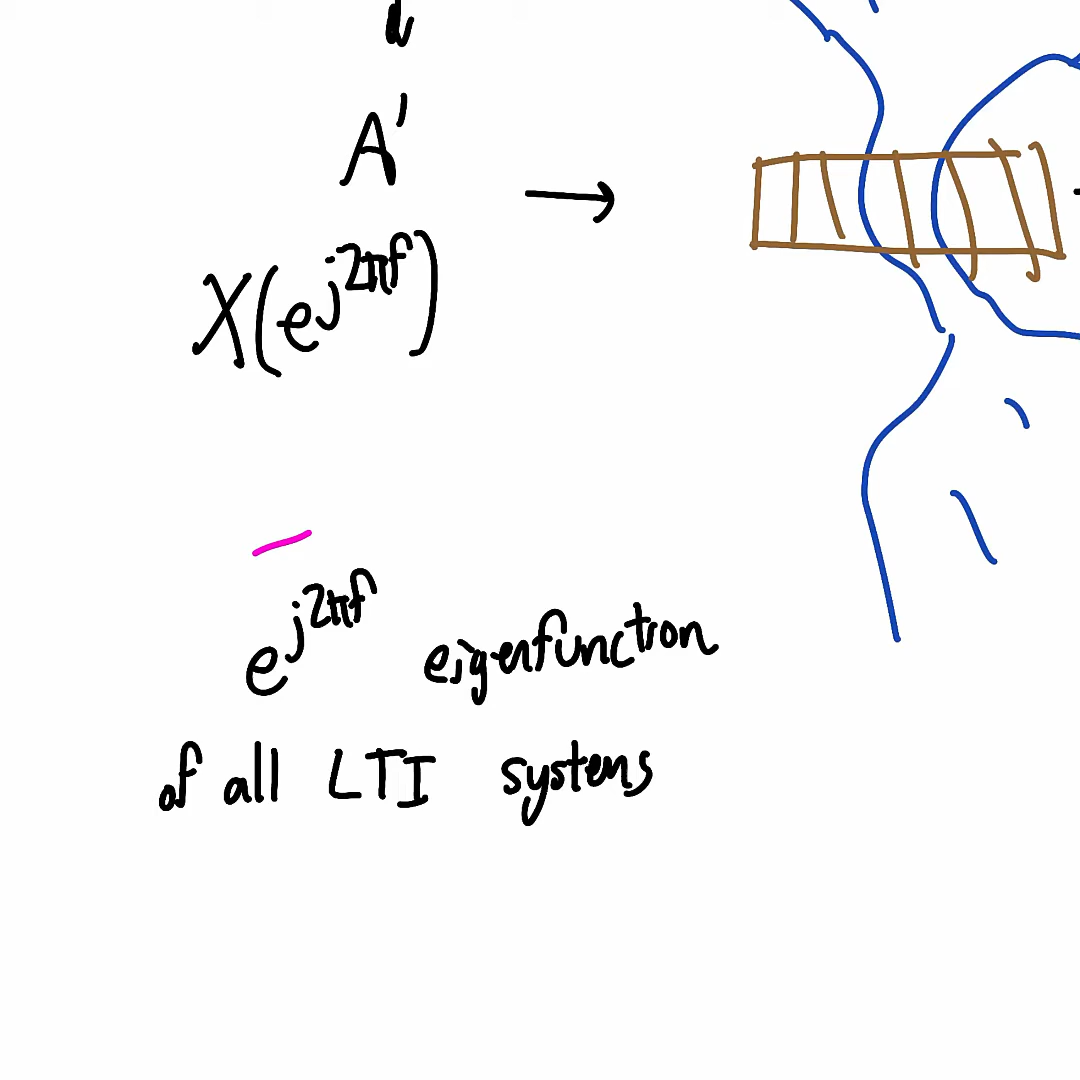 A'
X(e^{j2πf})
e^{j2πf} eigenfunction
of all LTI systems